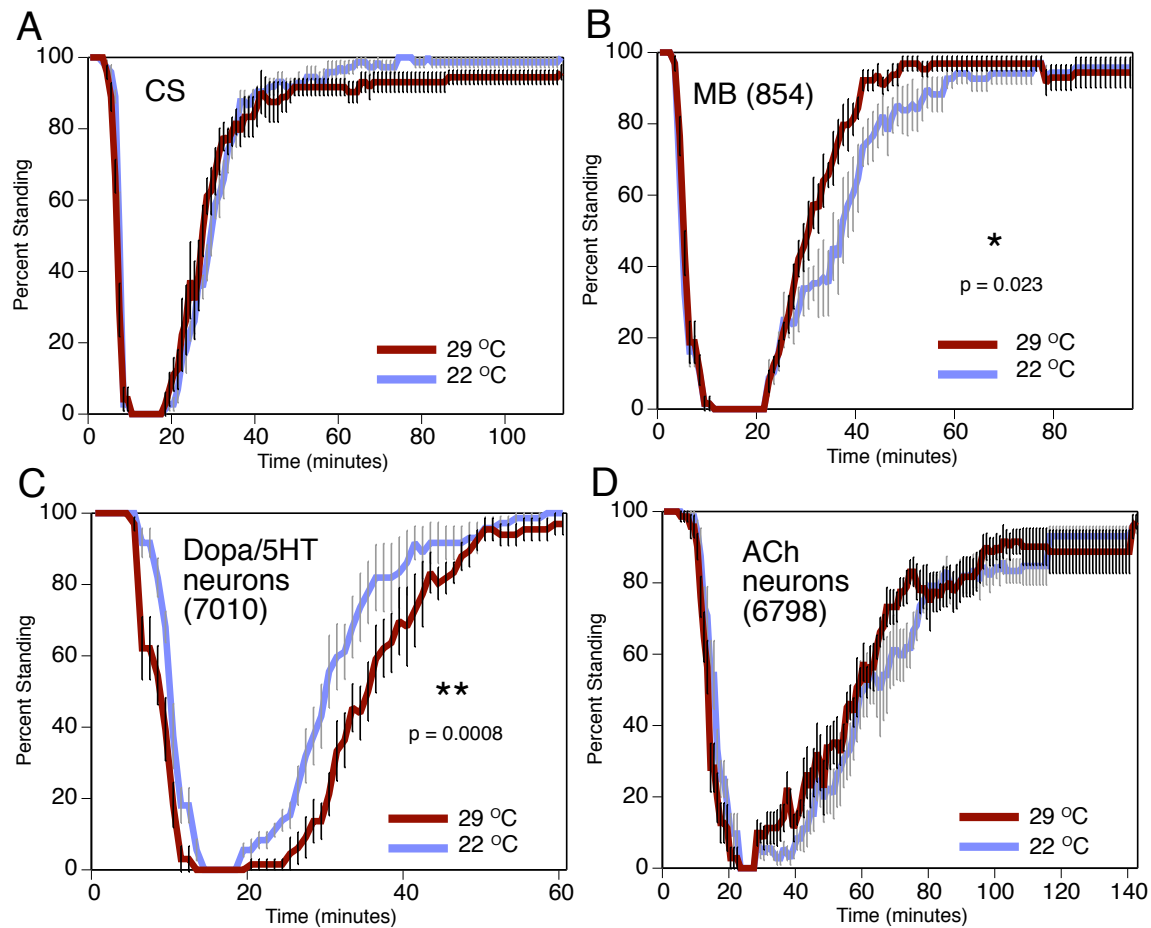 A
CS
Percent Standing
100
80
60
40
20
0
29 °C
22 °C
0 20 40 60 80 100
Time (minutes)
B
MB (854)
Percent Standing
100
80
60
40
20
0
*
p = 0.023
29 °C
22 °C
0 20 40 60 80
Time (minutes)
C
Dopa/5HT
neurons
(7010)
Percent Standing
100
80
60
40
20
0
**
p = 0.0008
29 °C
22 °C
0 20 40 60
Time (minutes)
D
ACh
neurons
(6798)
Percent Standing
100
80
60
40
20
0
29 °C
22 °C
0 20 40 60 80 100 120 140
Time (minutes)